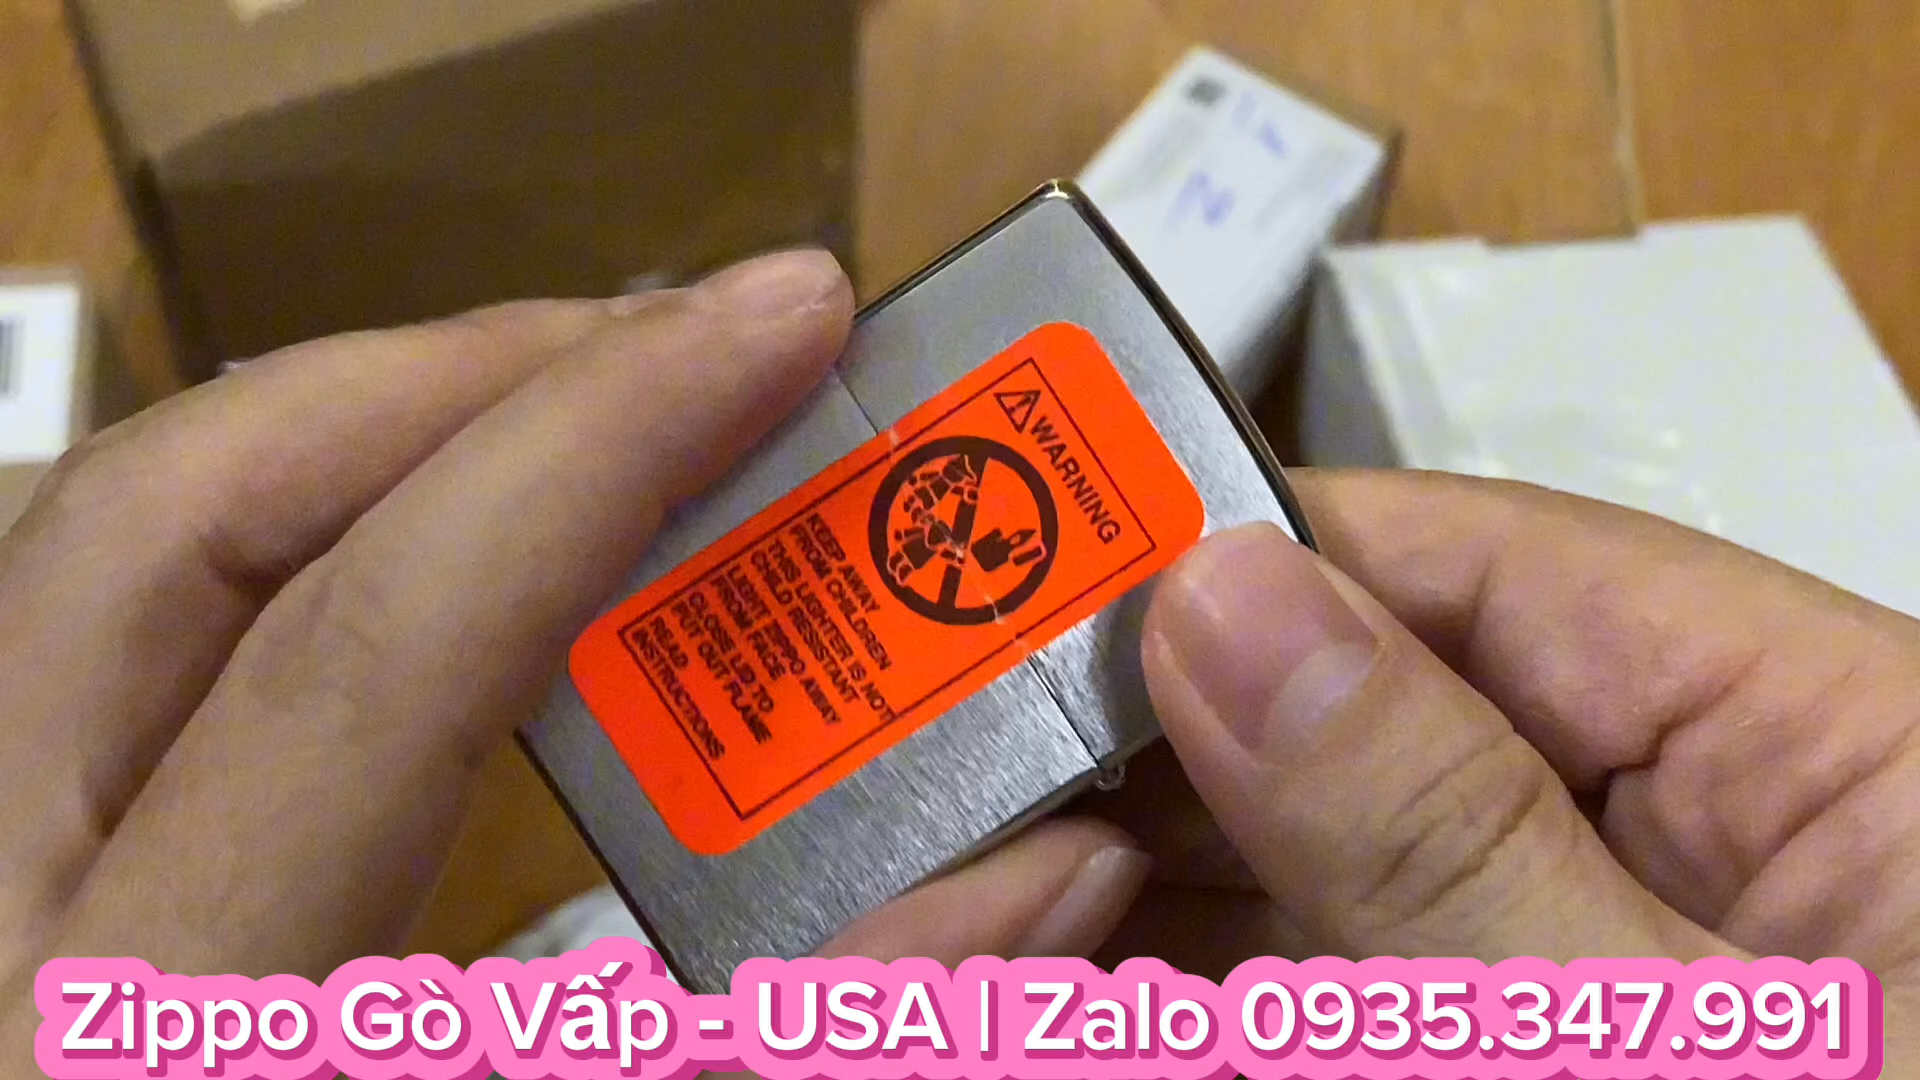 ⚠WARNING
KEEP AWAY
FROM CHILDREN
THIS LIGHTER IS NOT
CHILD RESISTANT
LIGHT ZIPPO AWAY
FROM FACE
CLOSE LID TO
PUT OUT FLAME
READ
INSTRUCTIONS
Zippo Gò Vấp - USA | Zalo 0935.347.991